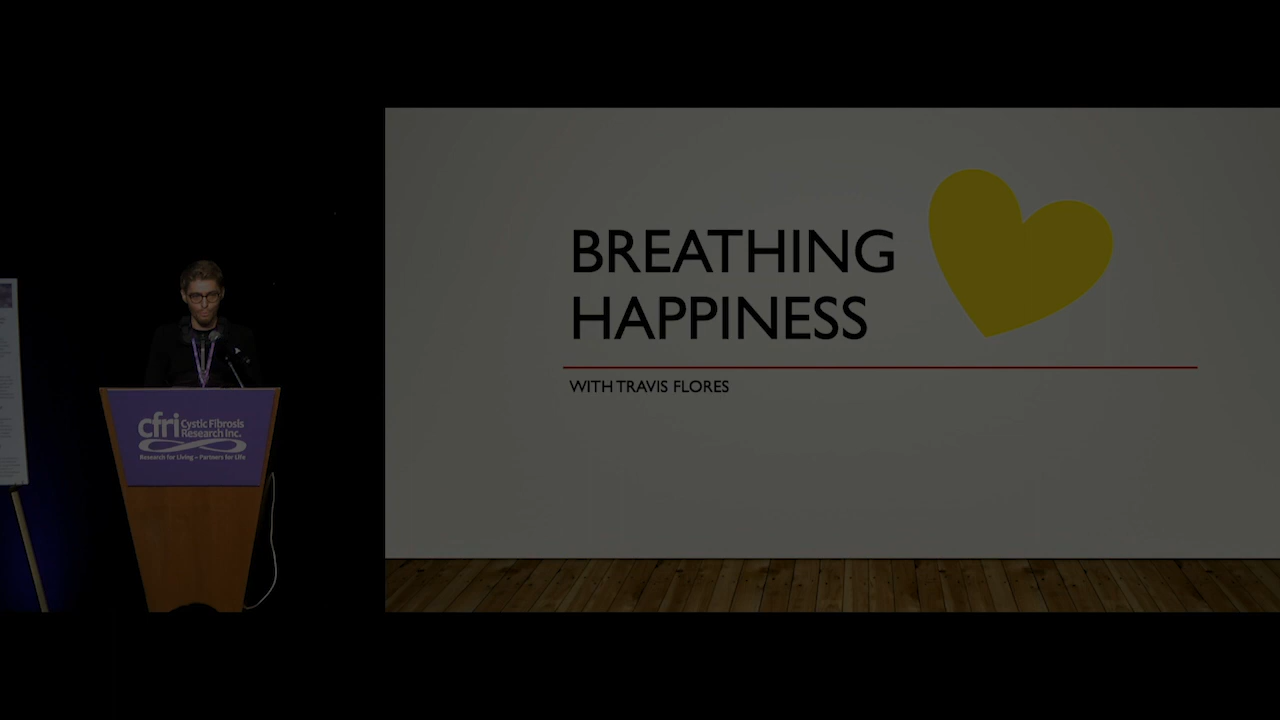 BREATHING
HAPPINESS
WITH TRAVIS FLORES
cfri Cystic Fibrosis
Research Inc.
Research for Living – Partners for Life